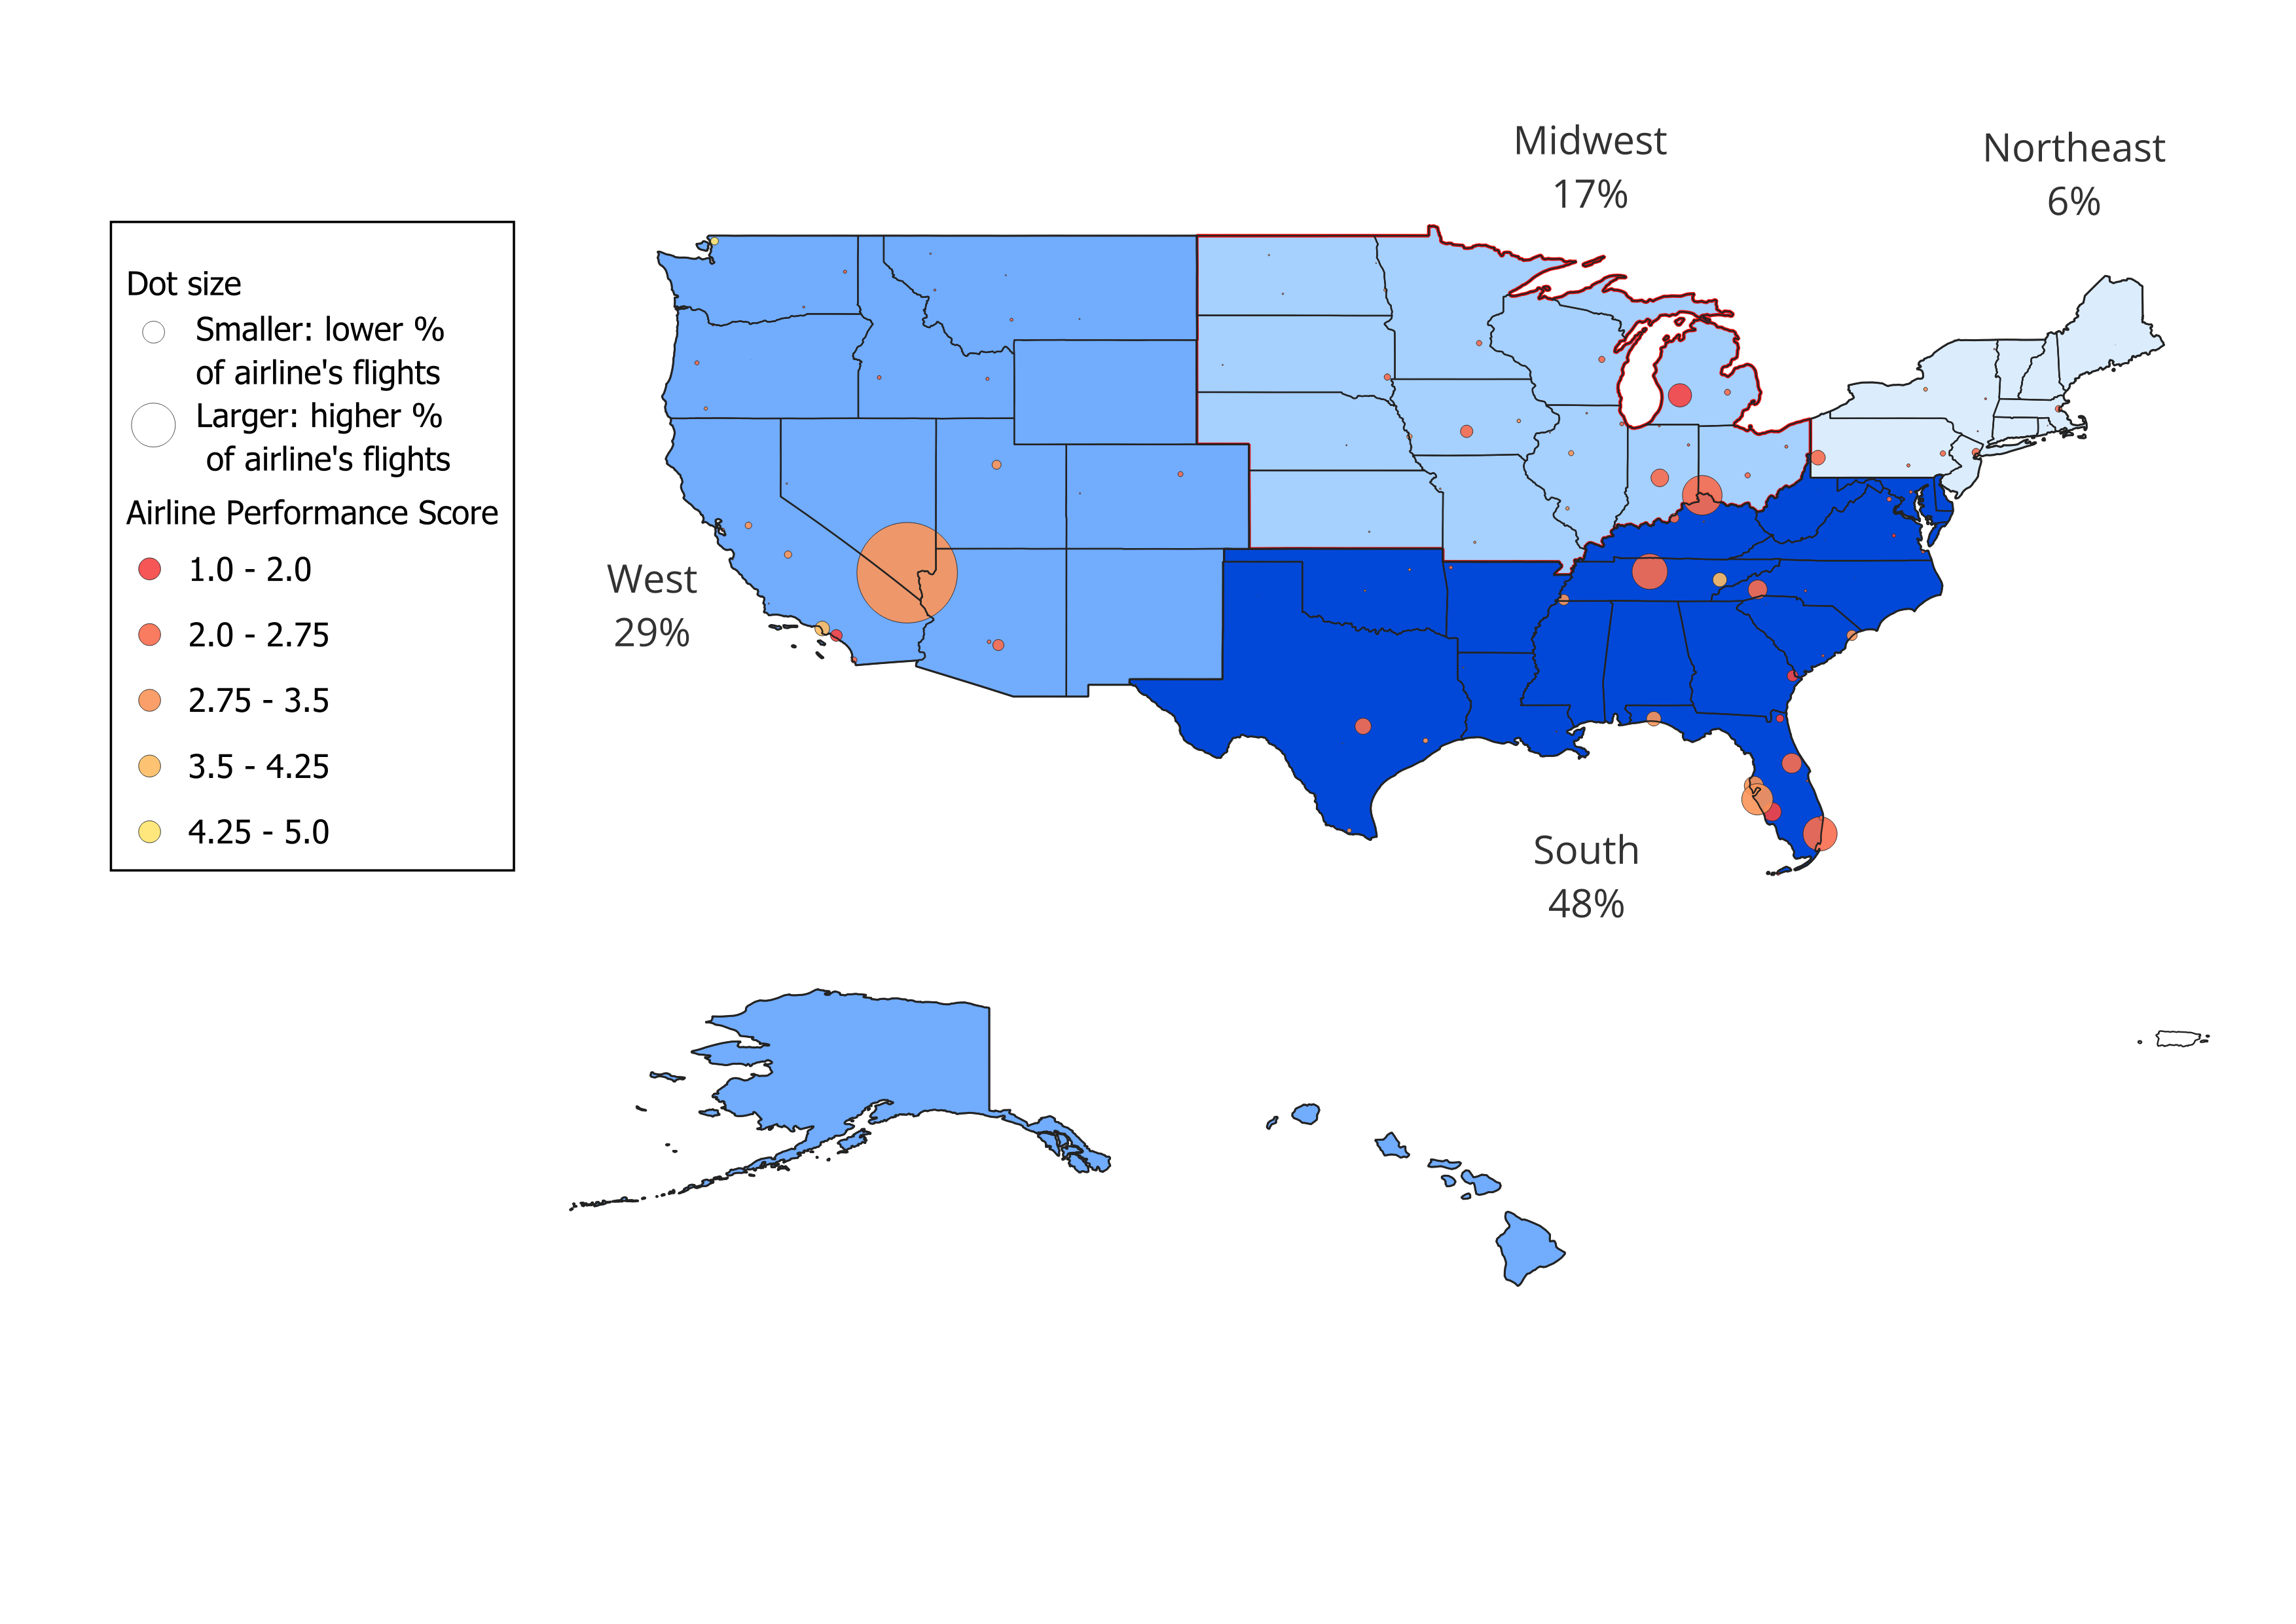 Midwest
17%
Northeast
6%
Dot size
Smaller: lower %
of airline's flights
Larger: higher %
of airline's flights
Airline Performance Score
1.0 - 2.0
2.0 - 2.75
2.75 - 3.5
3.5 - 4.25
4.25 - 5.0
West
29%
South
48%